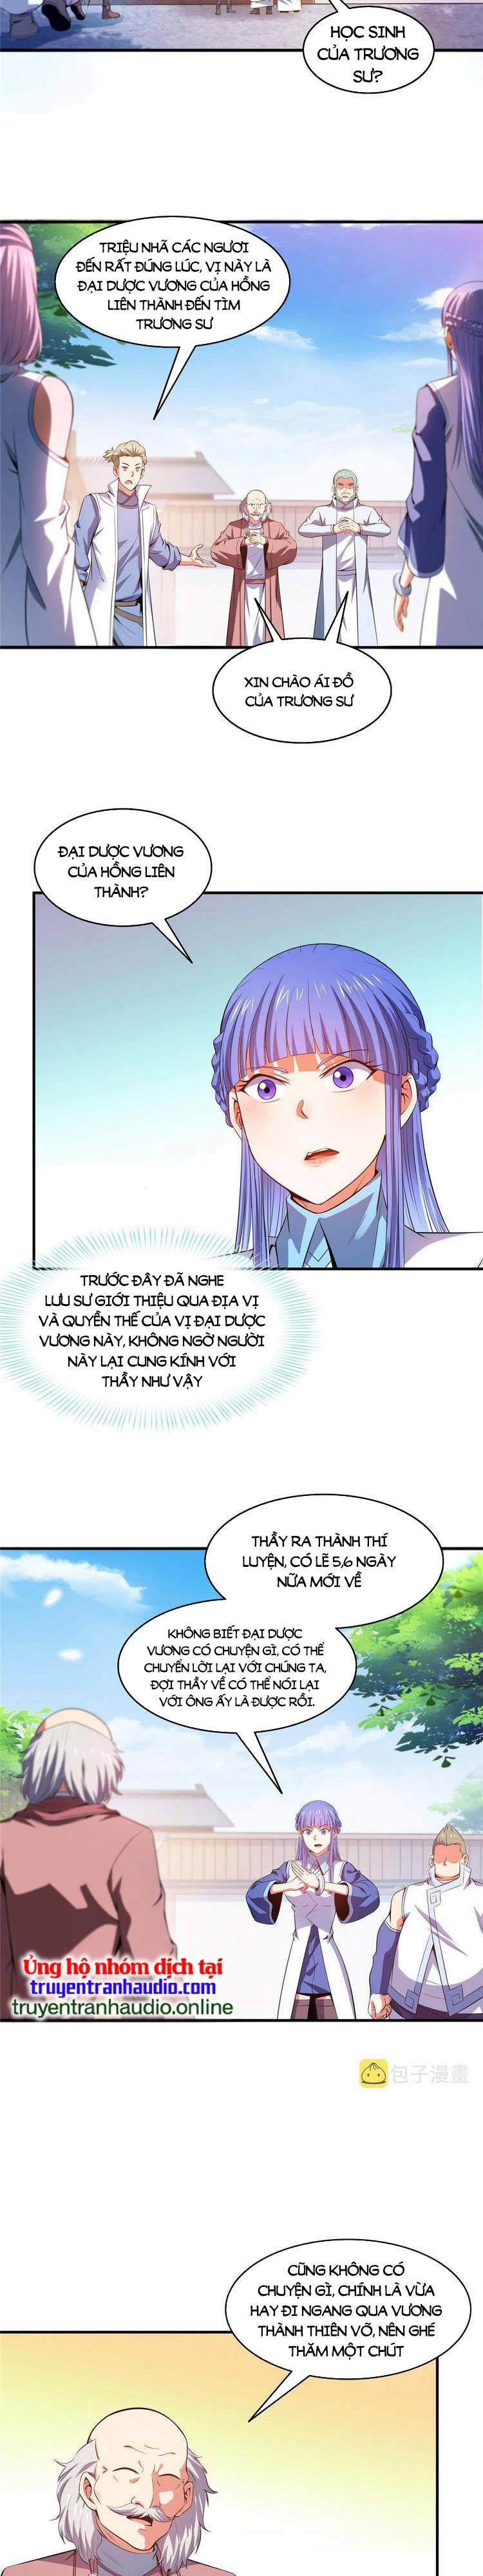 HỌC SINH
CỦA TRƯƠNG
SƯ?
TRIỆU NHÃ CÁC NGƯƠI
ĐẾN RẤT ĐÚNG LÚC, VỊ NÀY LÀ
ĐẠI DƯỢC VƯƠNG CỦA HỒNG
LIÊN THÀNH ĐẾN TÌM
TRƯƠNG SƯ
XIN CHÀO ÁI ĐỒ
CỦA TRƯƠNG SƯ
ĐẠI DƯỢC VƯƠNG
CỦA HỒNG LIÊN
THÀNH?
TRƯỚC ĐÂY ĐÃ NGHE
LƯU SƯ GIỚI THIỆU QUA ĐỊA VỊ
VÀ QUYỀN THẾ CỦA VỊ ĐẠI DƯỢC
VƯƠNG NÀY, KHÔNG NGỜ NGƯỜI
NÀY LẠI CUNG KÍNH VỚI
THẦY NHƯ VẬY
THẦY RA THÀNH THÍ
LUYỆN, CÓ LẼ 5,6 NGÀY
NỮA MỚI VỀ
KHÔNG BIẾT ĐẠI DƯỢC
VƯƠNG CÓ CHUYỆN GÌ, CÓ THỂ
CHUYỂN LỜI LẠI VỚI CHÚNG TA,
ĐỢI THẦY VỀ CÓ THỂ NÓI LẠI
VỚI ÔNG ẤY LÀ ĐƯỢC RỒI.
Ủng hộ nhóm dịch tại
truyentranhaudio.com
truyentranhaudio.online
包子漫畫
CŨNG KHÔNG CÓ
CHUYỆN GÌ, CHÍNH LÀ VỪA
HAY ĐI NGANG QUA VƯƠNG
THÀNH THIÊN VÕ, NÊN GHÉ
THĂM MỘT CHÚT